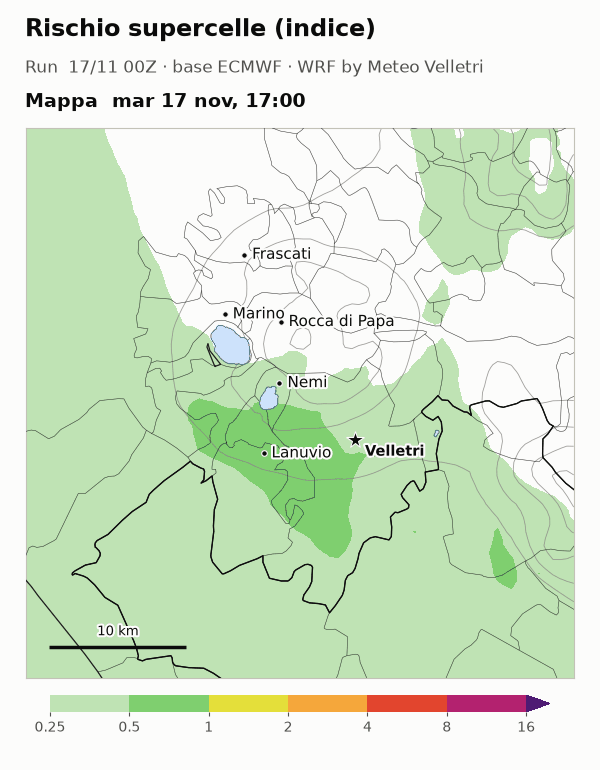 Rischio supercelle (indice)
Run  17/11 00Z · base ECMWF · WRF by Meteo Velletri
Mappa  mar 17 nov, 17:00
Frascati
Marino
Rocca di Papa
Nemi
Velletri
Lanuvio
10 km
0.25 0.5 1 2 4 8 16